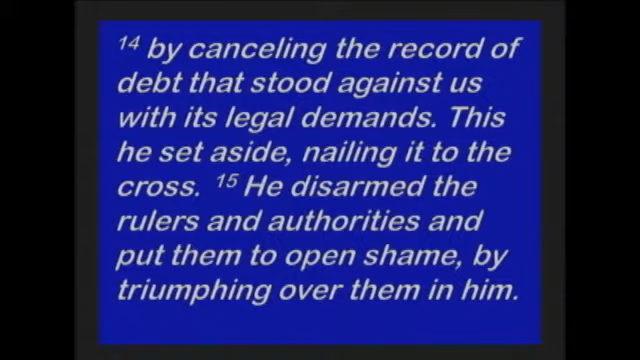 14 by canceling the record of
debt that stood against us
with its legal demands. This
he set aside, nailing it to the
cross. 15 He disarmed the
rulers and authorities and
put them to open shame, by
triumphing over them in him.